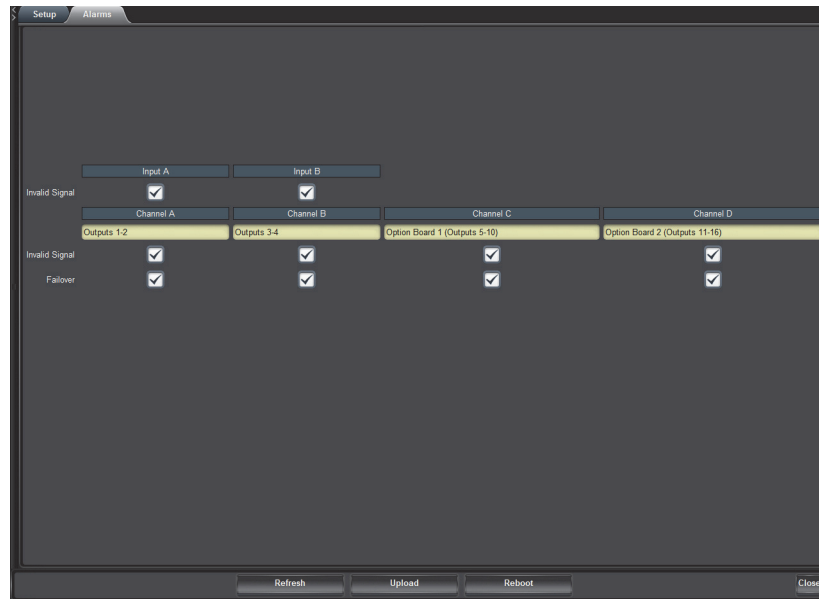 Setup Alarms
Input A Input B
Invalid Signal
Channel A Channel B Channel C Channel D
Outputs 1-2 Outputs 3-4 Option Board 1 (Outputs 5-10) Option Board 2 (Outputs 11-16)
Invalid Signal
Failover
Refresh Upload Reboot Close